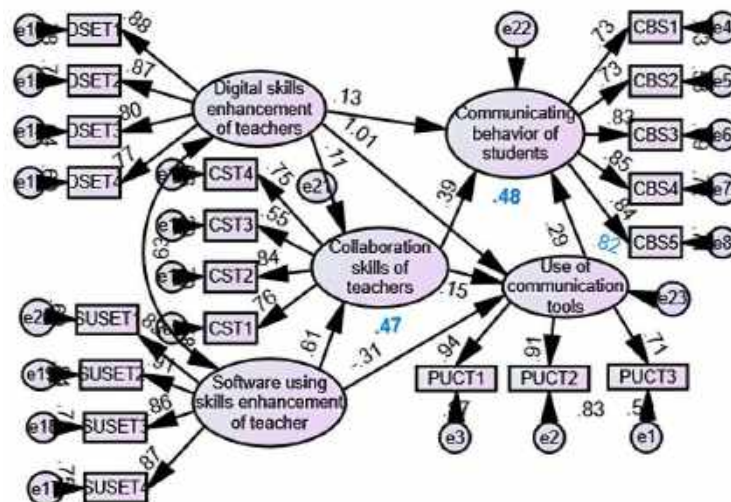 DSET1
.88
DSET2
.87
DSET3
.80
DSET4
.77
Digital skills
enhancement
of teachers
.13
1.01
.71
e21
e22
Communicating
behavior of
students
.48
CBS1
.73
e4
CBS2
.73
e5
CBS3
.83
e6
CBS4
.85
e7
CBS5
.84
e8
.82
CST4
.75
CST3
.55
CST2
.84
CST1
.76
Collaboration
skills of
teachers
.47
.39
.15
.29
Use of
communication
tools
e23
.63
.61
-.31
SUSET1
SUSET2
.91
e18
SUSET3
.86
SUSET4
.87
Software using
skills enhancement
of teacher
.94
.91
.71
PUCT1
PUCT2
PUCT3
.83
e3
e2
e1